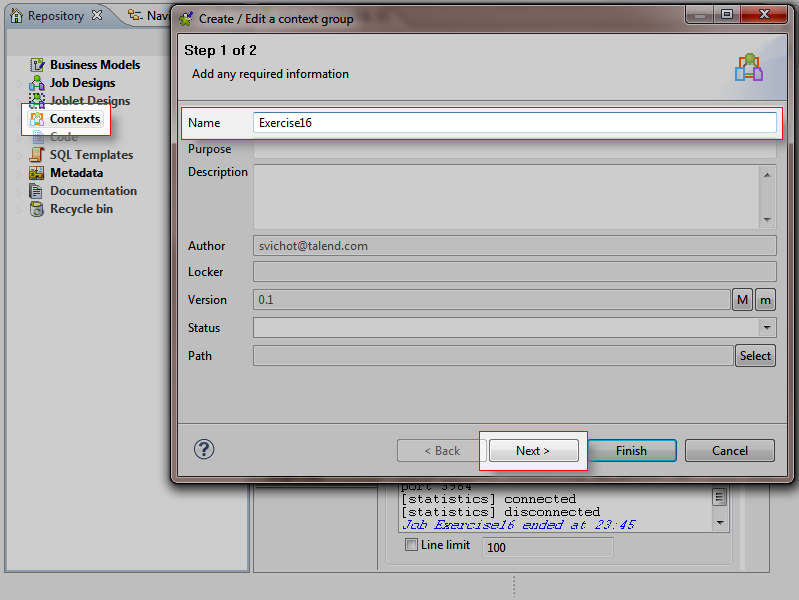 Repository
Navi
Business Models
Job Designs
Joblet Designs
Contexts
Code
SQL Templates
Metadata
Documentation
Recycle bin
Create / Edit a context group
Step 1 of 2
Add any required information
Name Exercise16
Purpose
Description
Author svichot@talend.com
Locker
Version 0.1 M m
Status
Path Select
? < Back Next > Finish Cancel
port 3984
[statistics] connected
[statistics] disconnected
Job Exercise16 ended at 23:45
Line limit 100